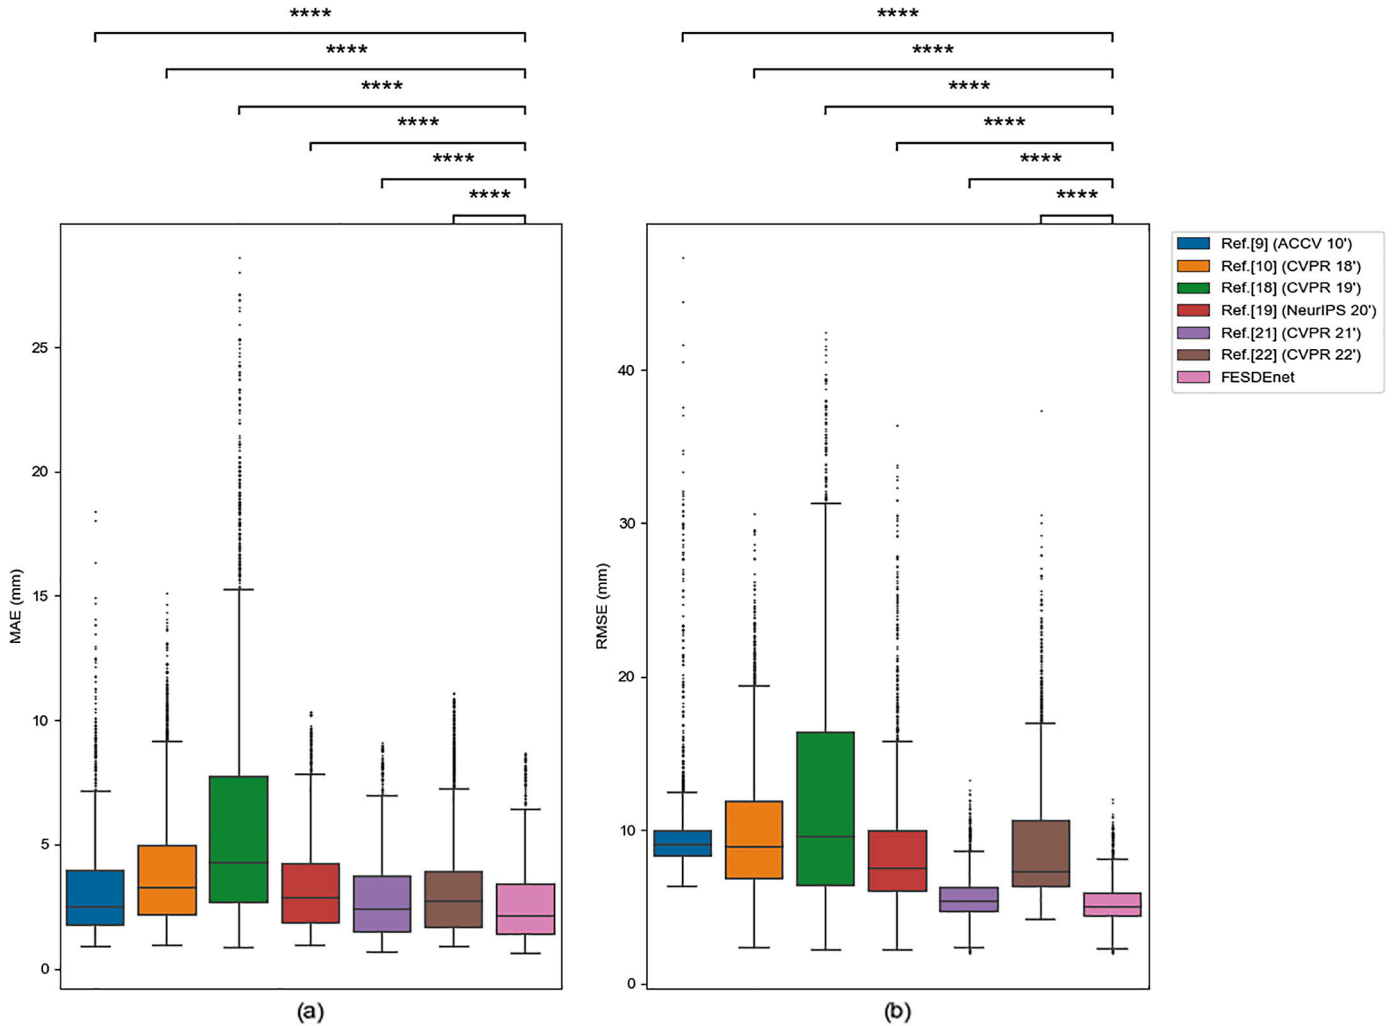 ****
****
****
****
****
****
25
20
15
10
5
0
MAE (mm)
(a)
****
****
****
****
****
****
40
30
20
10
0
RMSE (mm)
(b)
Ref.[9] (ACCV 10')
Ref.[10] (CVPR 18')
Ref.[18] (CVPR 19')
Ref.[19] (NeurIPS 20')
Ref.[21] (CVPR 21')
Ref.[22] (CVPR 22')
FESDEnet